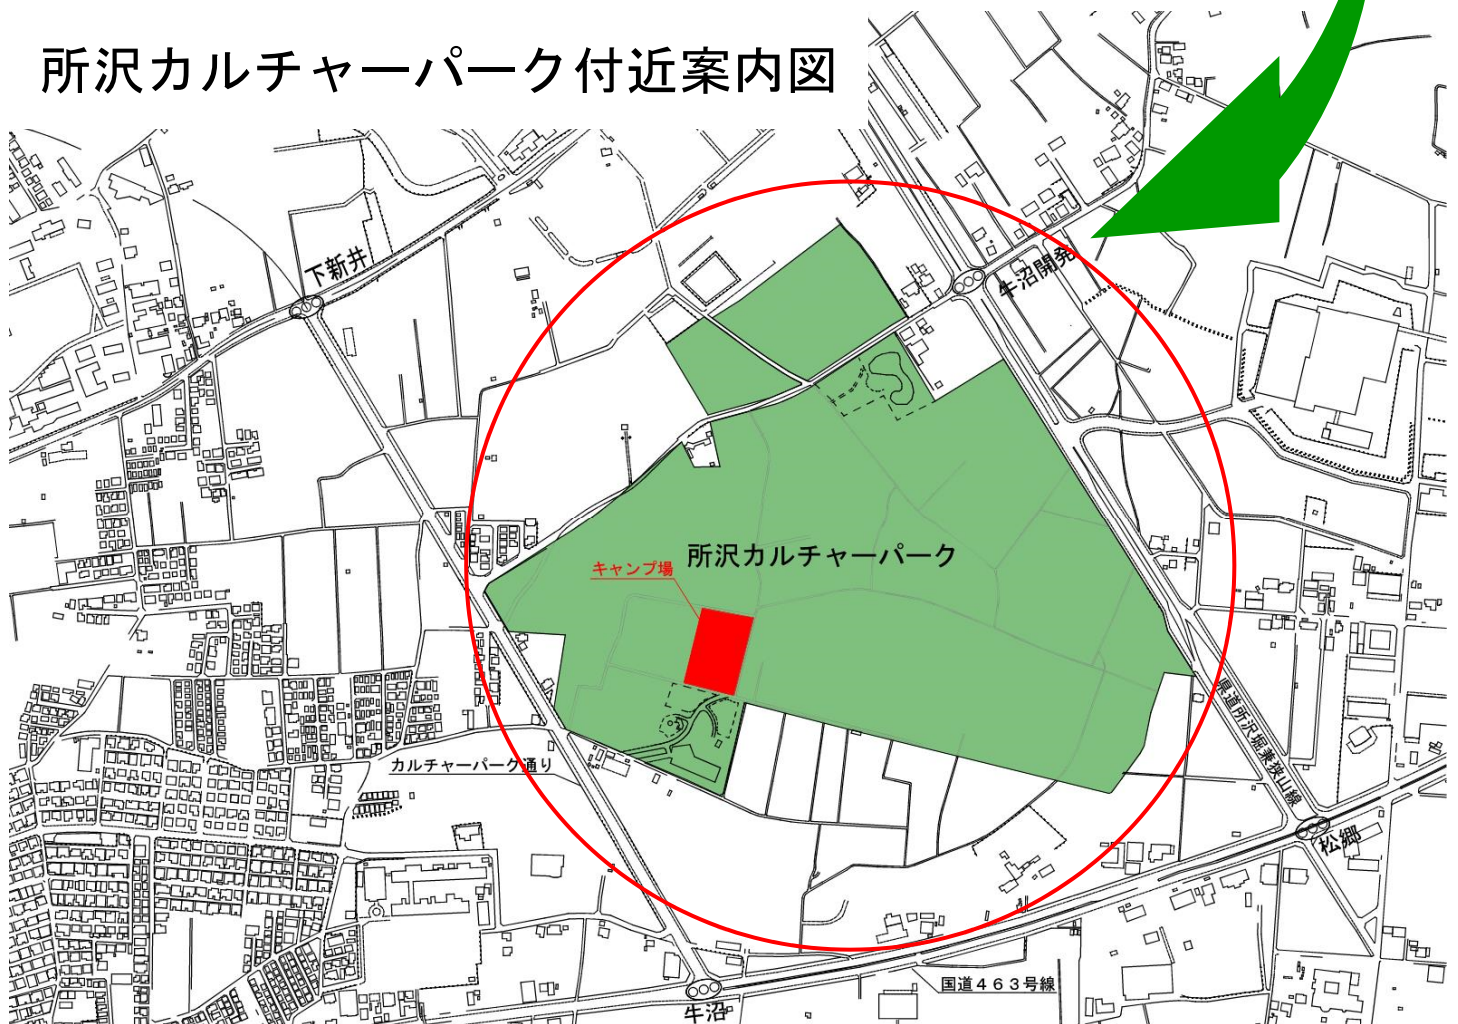 所沢カルチャーパーク付近案内図
下新井
牛沼開発
所沢カルチャーパーク
キャンプ場
県道所沢堀兼狭山線
カルチャーパーク通り
松郷
国道463号線
牛沼